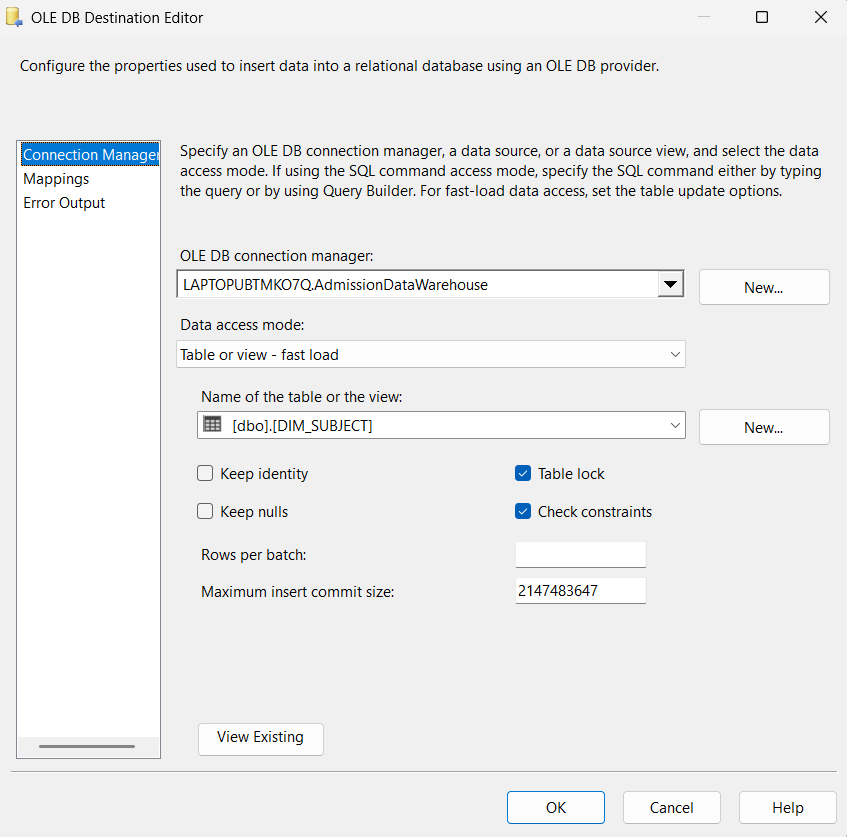 OLE DB Destination Editor
Configure the properties used to insert data into a relational database using an OLE DB provider.
Connection Manager
Mappings
Error Output
Specify an OLE DB connection manager, a data source, or a data source view, and select the data
access mode. If using the SQL command access mode, specify the SQL command either by typing
the query or by using Query Builder. For fast-load data access, set the table update options.
OLE DB connection manager:
LAPTOPUBTMKO7Q.AdmissionDataWarehouse
New...
Data access mode:
Table or view - fast load
Name of the table or the view:
[dbo].[DIM_SUBJECT]
New...
Keep identity
Table lock
Keep nulls
Check constraints
Rows per batch:
Maximum insert commit size:
2147483647
View Existing
OK
Cancel
Help